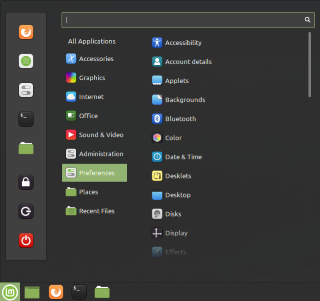 All Applications
Accessories
Graphics
Internet
Office
Sound & Video
Administration
Preferences
Places
Recent Files
Accessibility
Account details
Applets
Backgrounds
Bluetooth
Color
Date & Time
Desklets
Desktop
Disks
Display
Effects